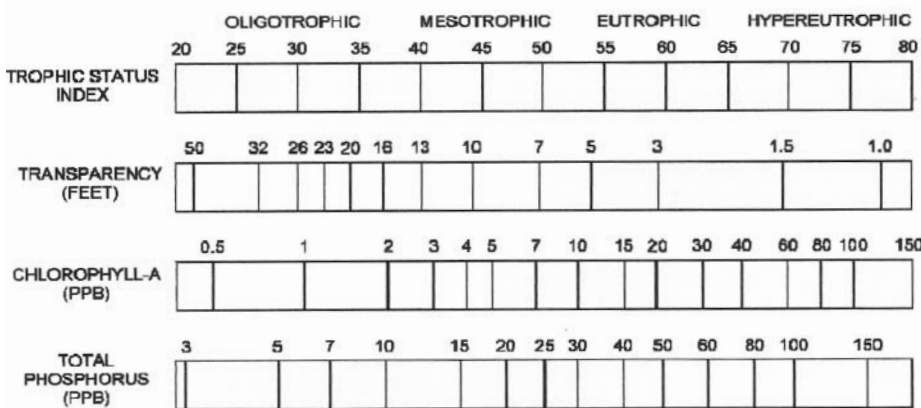 OLIGOTROPHIC MESOTROPHIC EUTROPHIC HYPEREUTROPHIC
20 25 30 35 40 45 50 55 60 65 70 75 80
TROPHIC STATUS
INDEX
50 32 26 23 20 16 13 10 7 5 3 1.5 1.0
TRANSPARENCY
(FEET)
0.5 1 2 3 4 5 7 10 15 20 30 40 60 80 100 150
CHLOROPHYLL-A
(PPB)
3 5 7 10 15 20 25 30 40 50 60 80 100 150
TOTAL
PHOSPHORUS
(PPB)